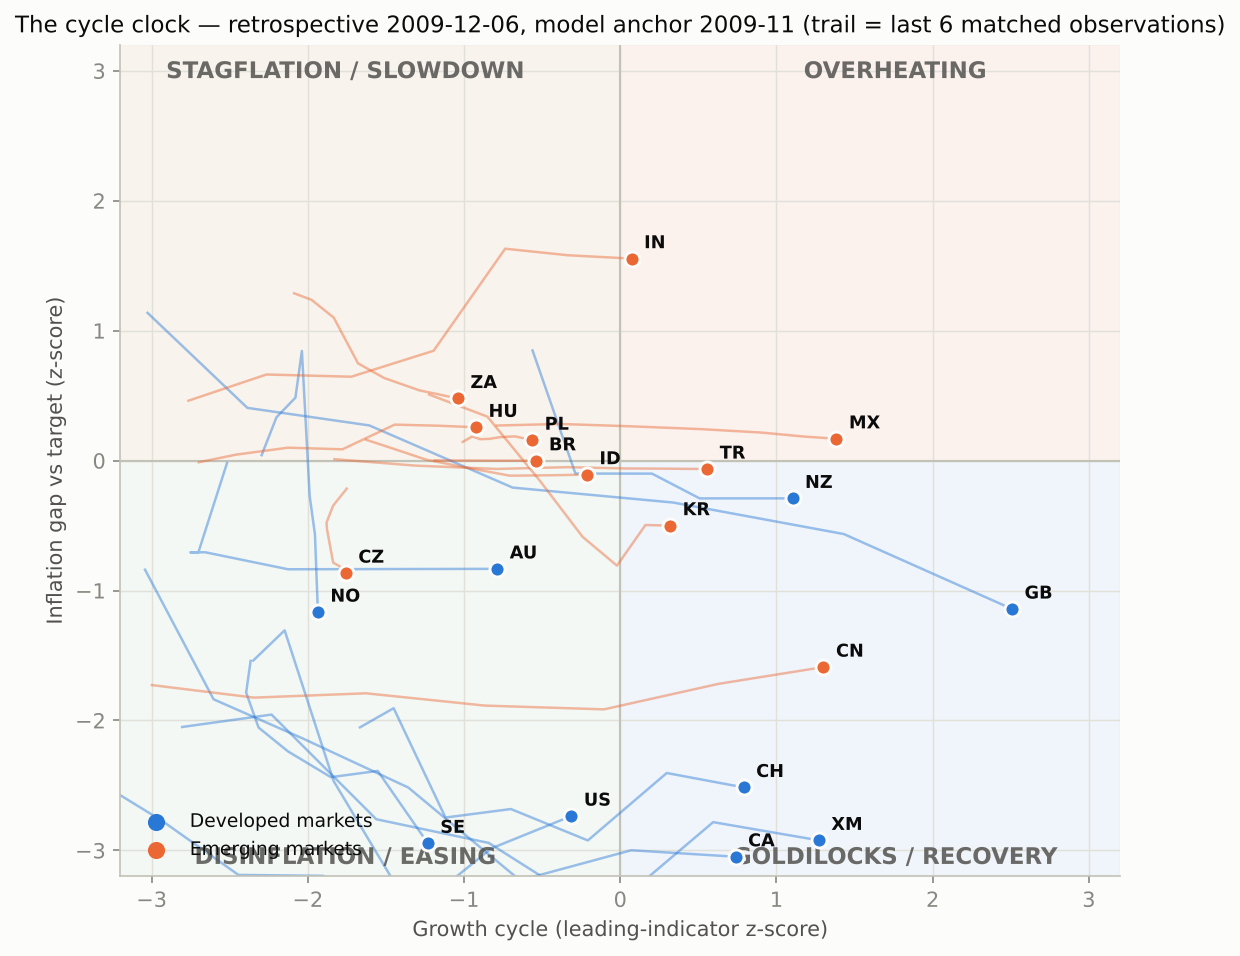 The cycle clock — retrospective 2009-12-06, model anchor 2009-11 (trail = last 6 matched observations)
STAGFLATION / SLOWDOWN
OVERHEATING
3
2
1
0
−1
−2
−3
Inflation gap vs target (z-score)
IN
ZA
HU
PL
BR
ID
MX
TR
NZ
KR
CZ
AU
NO
GB
CN
CH
US
SE
XM
CA
Developed markets
Emerging markets
DISINFLATION / EASING
GOLDILOCKS / RECOVERY
−3
−2
−1
0
1
2
3
Growth cycle (leading-indicator z-score)